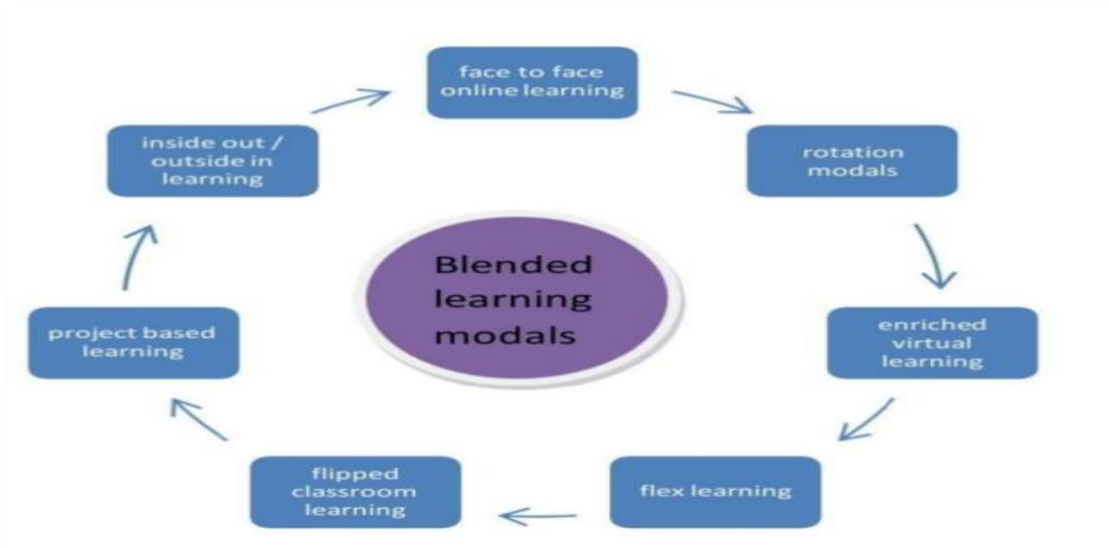 face to face
online learning
rotation
modals
enriched
virtual
learning
flex learning
flipped
classroom
learning
project based
learning
inside out /
outside in
learning
Blended
learning
modals